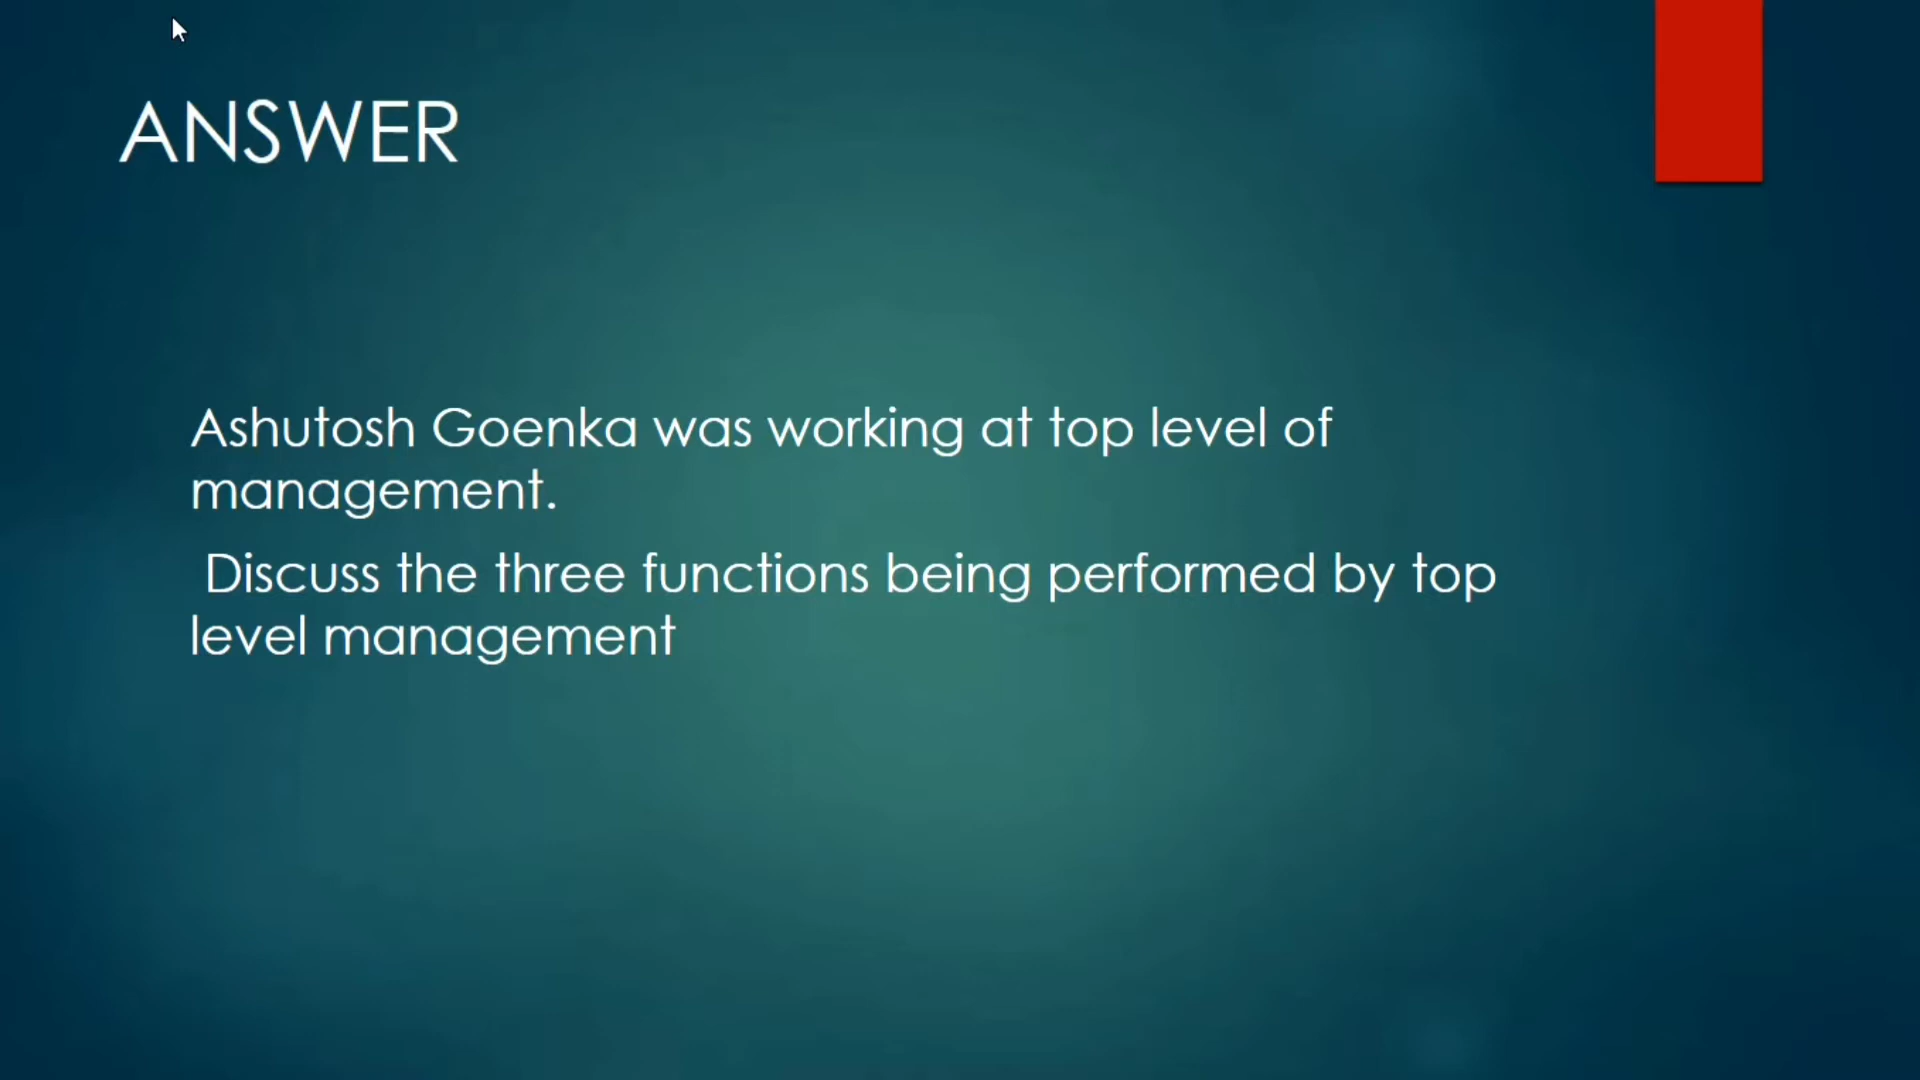 ANSWER
Ashutosh Goenka was working at top level of
management.
Discuss the three functions being performed by top
level management